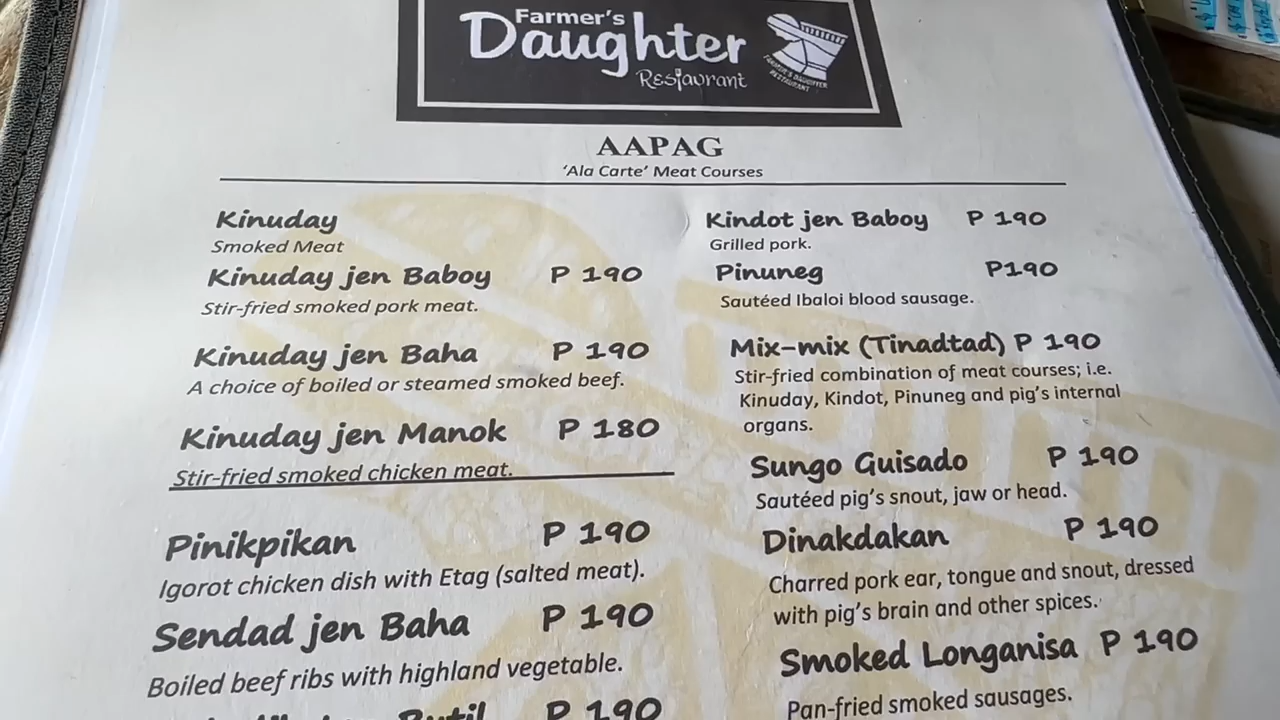 Farmer's
Daughter
Restaurant
FARMER'S DAUGHTER
RESTAURANT
AAPAG
'Ala Carte' Meat Courses
Kinuday
Smoked Meat
Kinuday jen Baboy P 190
Stir-fried smoked pork meat.
Kinuday jen Baha P 190
A choice of boiled or steamed smoked beef.
Kinuday jen Manok P 180
Stir-fried smoked chicken meat.
Pinikpikan P 190
Igorot chicken dish with Etag (salted meat).
Sendad jen Baha P 190
Boiled beef ribs with highland vegetable.
P 190
Kindot jen Baboy P 190
Grilled pork.
Pinuneg P190
Sautéed Ibaloi blood sausage.
Mix-mix (Tinadtad) P 190
Stir-fried combination of meat courses; i.e.
Kinuday, Kindot, Pinuneg and pig's internal
organs.
Sungo Guisado P 190
Sautéed pig's snout, jaw or head.
Dinakdakan P 190
Charred pork ear, tongue and snout, dressed
with pig's brain and other spices.
Smoked Longanisa P 190
Pan-fried smoked sausages.